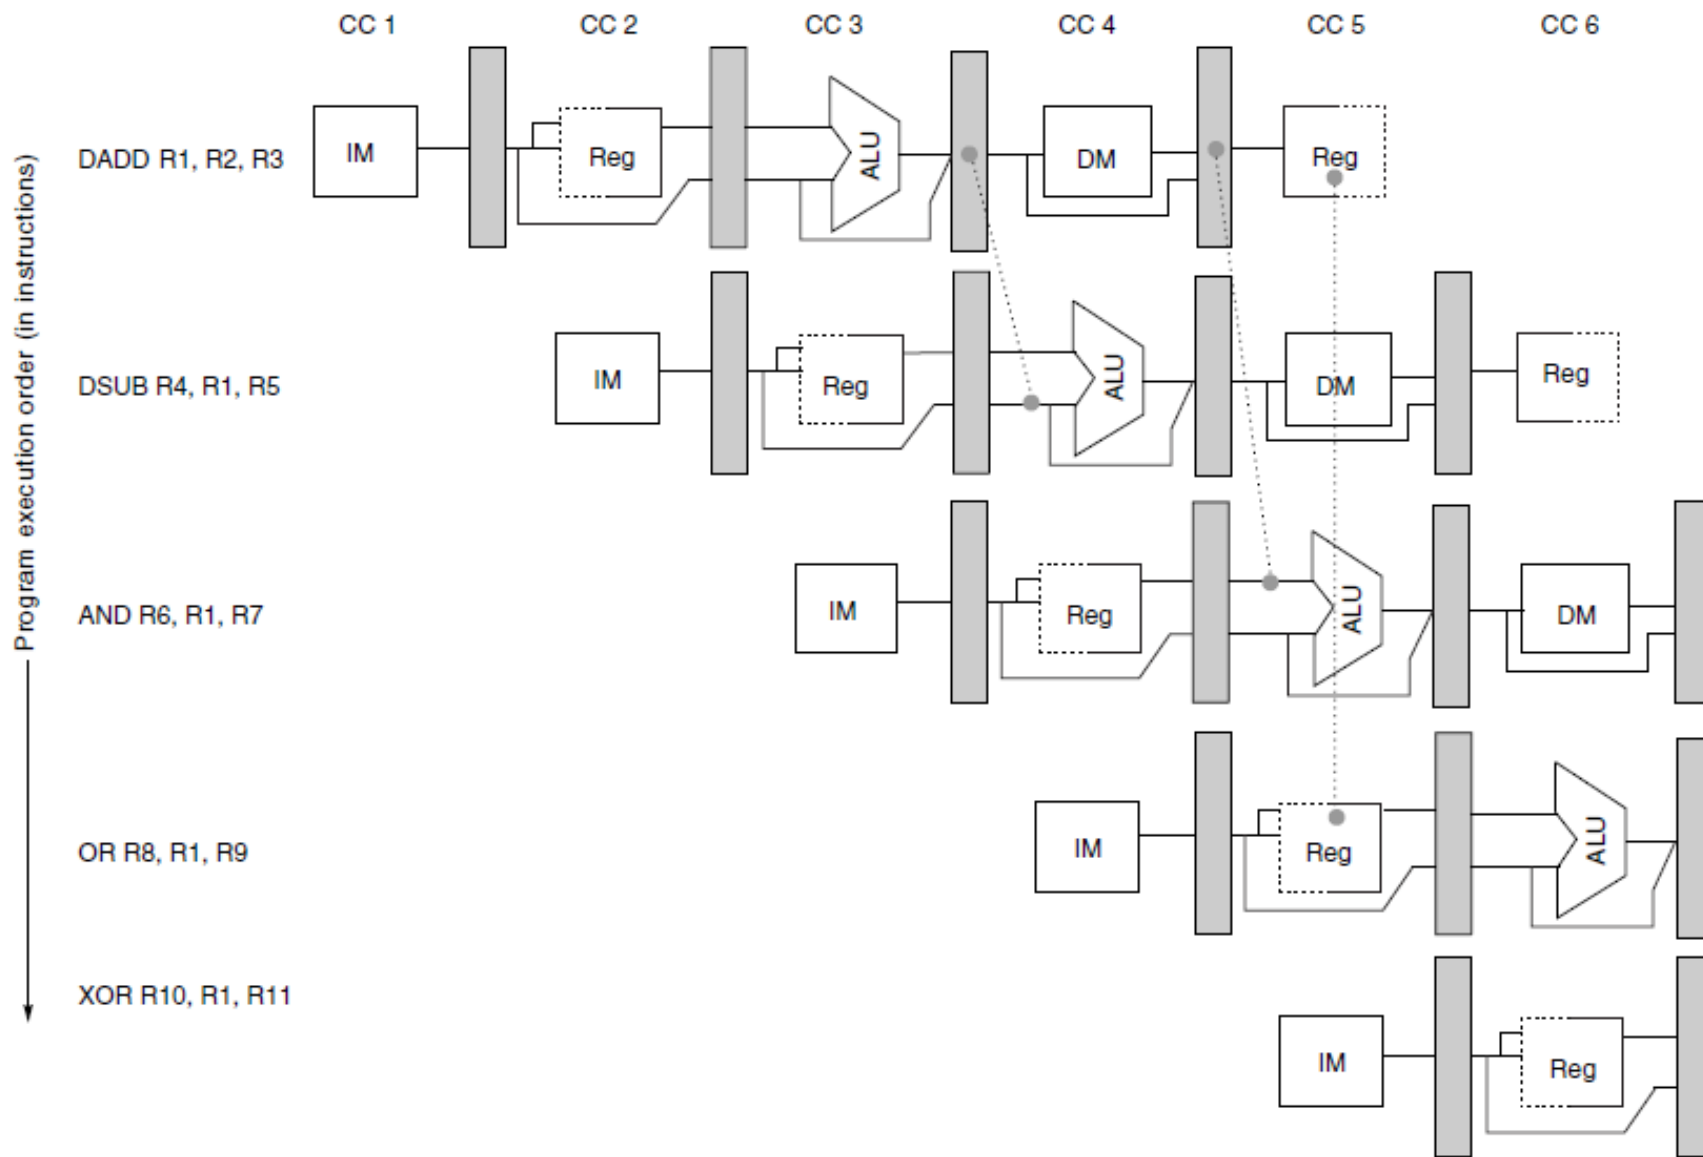 CC 1 CC 2 CC 3 CC 4 CC 5 CC 6
Program execution order (in instructions)
DADD R1, R2, R3 IM Reg ALU DM Reg
DSUB R4, R1, R5 IM Reg ALU DM Reg
AND R6, R1, R7 IM Reg ALU DM
OR R8, R1, R9 IM Reg ALU
XOR R10, R1, R11
IM Reg